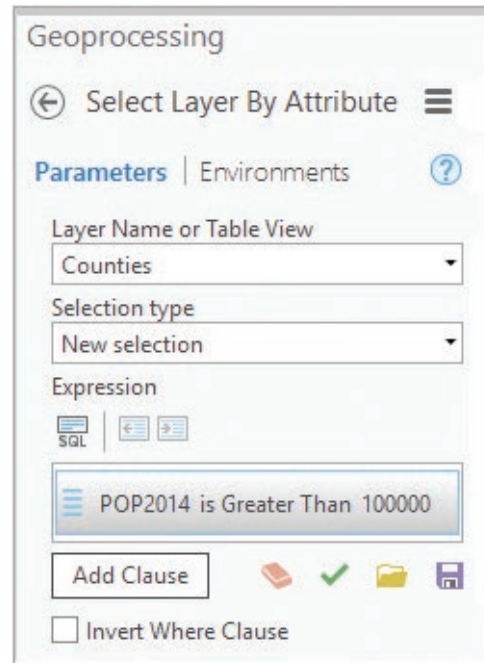 Geoprocessing
Select Layer By Attribute
Parameters | Environments ?
Layer Name or Table View
Counties
Selection type
New selection
Expression
SQL
POP2014 is Greater Than 100000
Add Clause
Invert Where Clause